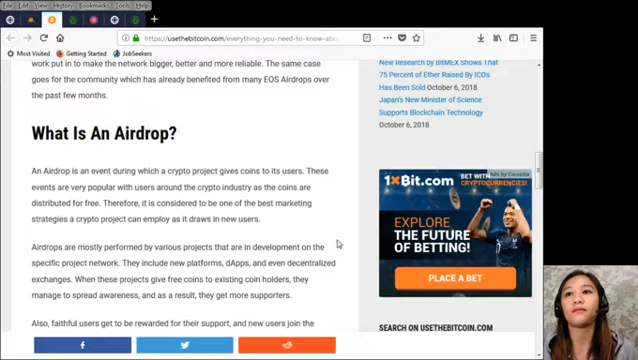 File Edit View History Bookmarks Tools Help
https://usethebitcoin.com/everything-you-need-to-know-abo
Most Visited Getting Started JobSeekers
work put in to make the network bigger, better and more reliable. The same case
goes for the community which has already benefited from many EOS Airdrops over
the past few months.
What Is An Airdrop?
An Airdrop is an event during which a crypto project gives coins to its users. These
events are very popular with users around the crypto industry as the coins are
distributed for free. Therefore, it is considered to be one of the best marketing
strategies a crypto project can employ as it draws in new users.
Airdrops are mostly performed by various projects that are in development on the
specific project network. They include new platforms, dApps, and even decentralized
exchanges. When these projects give free coins to existing coin holders, they
manage to spread awareness, and as a result, they get more supporters.
Also, faithful users get to be rewarded for their support, and new users join the
New Research by BitMEX Shows That
75 Percent of Ether Raised By ICOs
Has Been Sold October 6, 2018
Japan's New Minister of Science
Supports Blockchain Technology
October 6, 2018
Ads by Cointelia
1xBit.com
BET WITH
CRYPTOCURRENCIES
EXPLORE
THE FUTURE
OF BETTING!
PLACE A BET
SEARCH ON USETHEBITCOIN.COM